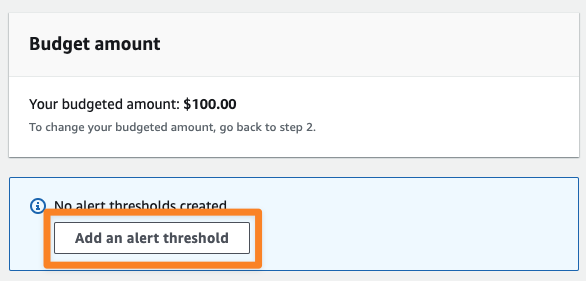 Budget amount
Your budgeted amount: $100.00
To change your budgeted amount, go back to step 2.
No alert thresholds created
Add an alert threshold